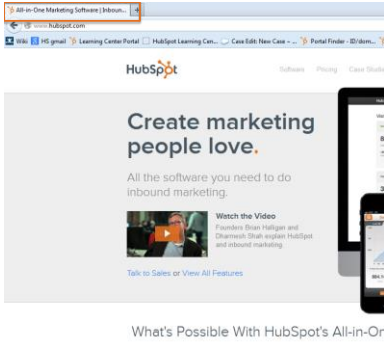 All-in-One Marketing Software | Inboun...
www.hubspot.com
Wiki HS gmail Learning Center Portal HubSpot Learning Cen... Case Edit: New Case ~ ... Portal Finder - ID/dom...
HubSpot
Software Pricing Case Studie
Create marketing
people love.
All the software you need to do
inbound marketing.
Watch the Video
Founders Brian Halligan and
Dharmesh Shah explain HubSpot
and inbound marketing
Talk to Sales or View All Features
What's Possible With HubSpot's All-in-On